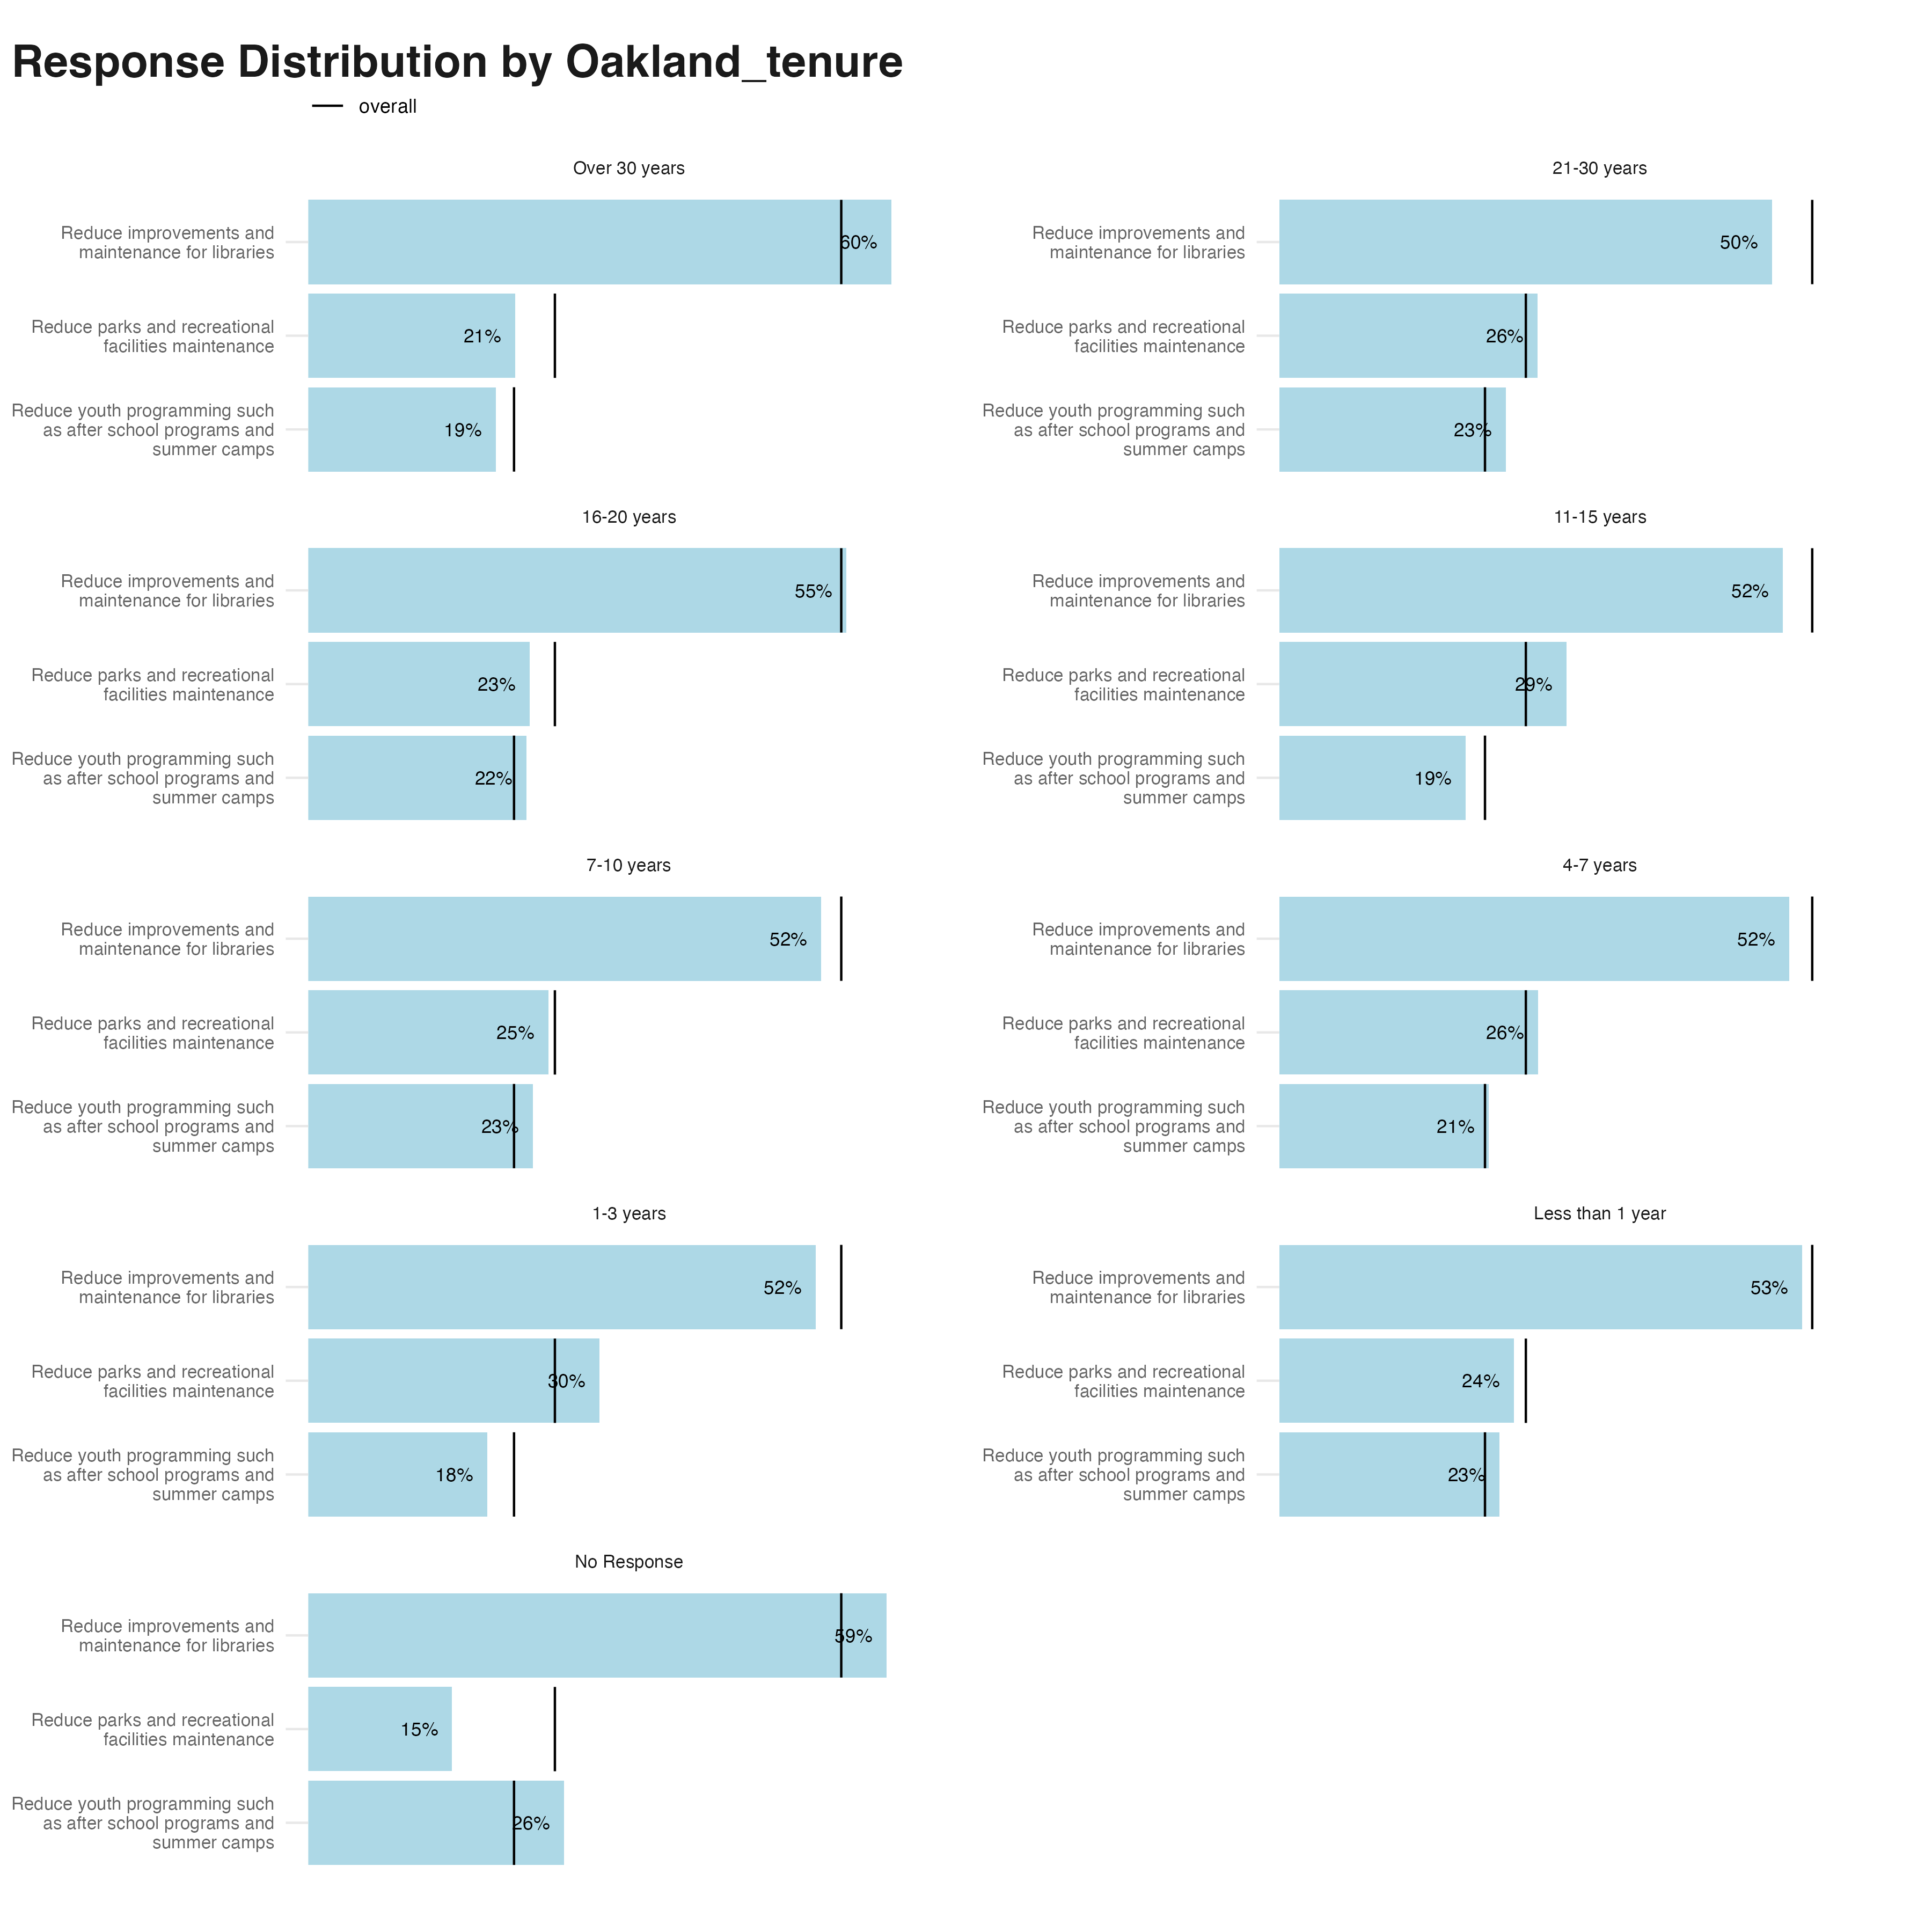 Response Distribution by Oakland_tenure
overall
Over 30 years
Reduce improvements and
maintenance for libraries
60%
Reduce parks and recreational
facilities maintenance
21%
Reduce youth programming such
as after school programs and
summer camps
19%
21-30 years
Reduce improvements and
maintenance for libraries
50%
Reduce parks and recreational
facilities maintenance
26%
Reduce youth programming such
as after school programs and
summer camps
23%
16-20 years
Reduce improvements and
maintenance for libraries
55%
Reduce parks and recreational
facilities maintenance
23%
Reduce youth programming such
as after school programs and
summer camps
22%
11-15 years
Reduce improvements and
maintenance for libraries
52%
Reduce parks and recreational
facilities maintenance
29%
Reduce youth programming such
as after school programs and
summer camps
19%
7-10 years
Reduce improvements and
maintenance for libraries
52%
Reduce parks and recreational
facilities maintenance
25%
Reduce youth programming such
as after school programs and
summer camps
23%
4-7 years
Reduce improvements and
maintenance for libraries
52%
Reduce parks and recreational
facilities maintenance
26%
Reduce youth programming such
as after school programs and
summer camps
21%
1-3 years
Reduce improvements and
maintenance for libraries
52%
Reduce parks and recreational
facilities maintenance
30%
Reduce youth programming such
as after school programs and
summer camps
18%
Less than 1 year
Reduce improvements and
maintenance for libraries
53%
Reduce parks and recreational
facilities maintenance
24%
Reduce youth programming such
as after school programs and
summer camps
23%
No Response
Reduce improvements and
maintenance for libraries
59%
Reduce parks and recreational
facilities maintenance
15%
Reduce youth programming such
as after school programs and
summer camps
26%